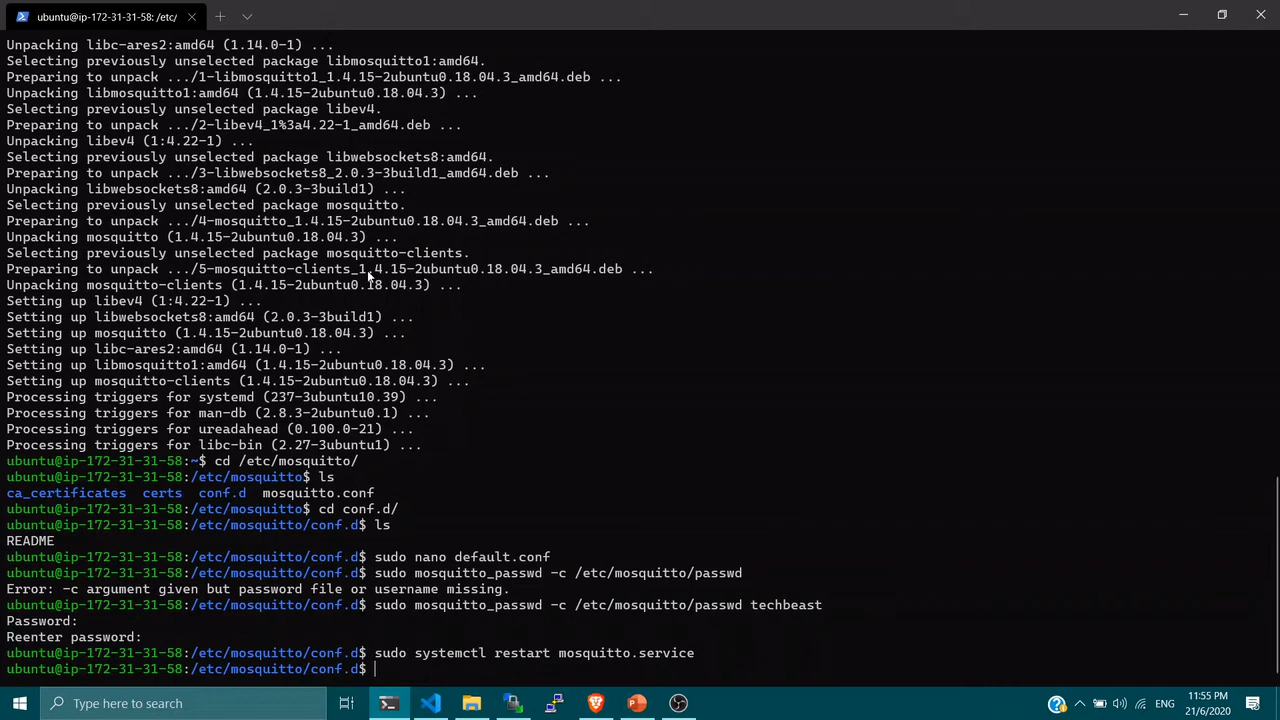 ubuntu@ip-172-31-31-58: /etc/
Unpacking libc-ares2:amd64 (1.14.0-1) ...
Selecting previously unselected package libmosquitto1:amd64.
Preparing to unpack .../1-libmosquitto1_1.4.15-2ubuntu0.18.04.3_amd64.deb ...
Unpacking libmosquitto1:amd64 (1.4.15-2ubuntu0.18.04.3) ...
Selecting previously unselected package libev4.
Preparing to unpack .../2-libev4_1%3a4.22-1_amd64.deb ...
Unpacking libev4 (1:4.22-1) ...
Selecting previously unselected package libwebsockets8:amd64.
Preparing to unpack .../3-libwebsockets8_2.0.3-3build1_amd64.deb ...
Unpacking libwebsockets8:amd64 (2.0.3-3build1) ...
Selecting previously unselected package mosquitto.
Preparing to unpack .../4-mosquitto_1.4.15-2ubuntu0.18.04.3_amd64.deb ...
Unpacking mosquitto (1.4.15-2ubuntu0.18.04.3) ...
Selecting previously unselected package mosquitto-clients.
Preparing to unpack .../5-mosquitto-clients_1.4.15-2ubuntu0.18.04.3_amd64.deb ...
Unpacking mosquitto-clients (1.4.15-2ubuntu0.18.04.3) ...
Setting up libev4 (1:4.22-1) ...
Setting up libwebsockets8:amd64 (2.0.3-3build1) ...
Setting up mosquitto (1.4.15-2ubuntu0.18.04.3) ...
Setting up libc-ares2:amd64 (1.14.0-1) ...
Setting up libmosquitto1:amd64 (1.4.15-2ubuntu0.18.04.3) ...
Setting up mosquitto-clients (1.4.15-2ubuntu0.18.04.3) ...
Processing triggers for systemd (237-3ubuntu10.39) ...
Processing triggers for man-db (2.8.3-2ubuntu0.1) ...
Processing triggers for ureadahead (0.100.0-21) ...
Processing triggers for libc-bin (2.27-3ubuntu1) ...
ubuntu@ip-172-31-31-58:~$ cd /etc/mosquitto/
ubuntu@ip-172-31-31-58:/etc/mosquitto$ ls
ca_certificates  certs  conf.d  mosquitto.conf
ubuntu@ip-172-31-31-58:/etc/mosquitto$ cd conf.d/
ubuntu@ip-172-31-31-58:/etc/mosquitto/conf.d$ ls
README
ubuntu@ip-172-31-31-58:/etc/mosquitto/conf.d$ sudo nano default.conf
ubuntu@ip-172-31-31-58:/etc/mosquitto/conf.d$ sudo mosquitto_passwd -c /etc/mosquitto/passwd
Error: -c argument given but password file or username missing.
ubuntu@ip-172-31-31-58:/etc/mosquitto/conf.d$ sudo mosquitto_passwd -c /etc/mosquitto/passwd techbeast
Password:
Reenter password:
ubuntu@ip-172-31-31-58:/etc/mosquitto/conf.d$ sudo systemctl restart mosquitto.service
ubuntu@ip-172-31-31-58:/etc/mosquitto/conf.d$
Type here to search
ENG
11:55 PM
21/6/2020